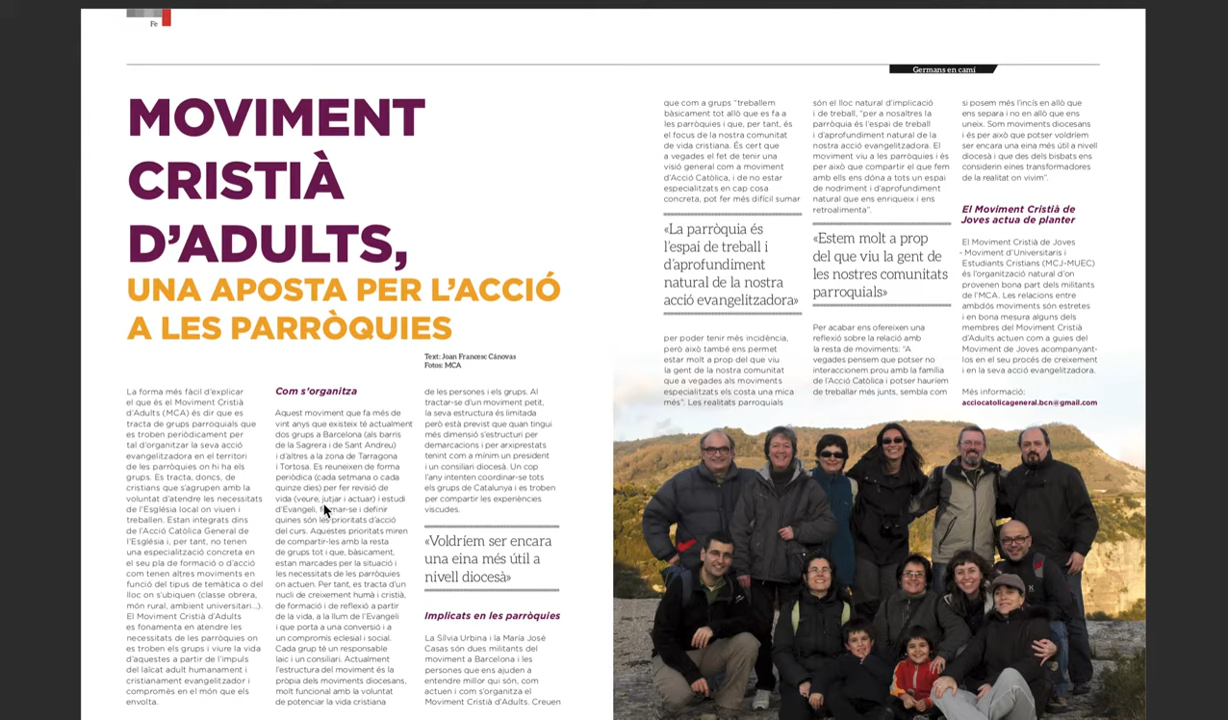 Fe
Germans en camí
MOVIMENT
CRISTIÀ
D’ADULTS,
UNA APOSTA PER L’ACCIÓ
A LES PARRÒQUIES
Text: Joan Francesc Cánovas
Fotos: MCA
La forma més fàcil d’explicar
el que és el Moviment Cristià
d’Adults (MCA) és dir que es
tracta de grups parroquials que
es troben periòdicament per
tal d’organitzar la seva acció
evangelitzadora en el territori
de les parròquies on hi ha els
grups. Es tracta, doncs, de
cristians que s’agrupen amb la
voluntat d’atendre les necessitats
de l’Església local on viuen i
treballen. Estan integrats dins
de l’Acció Catòlica General de
l’Església i, per tant, no tenen
una especialització concreta en
el seu pla de formació o d’acció
com tenen altres moviments en
funció del tipus de temàtica o del
lloc on s’ubiquen (classe obrera,
món rural, ambient universitari...).
El Moviment Cristià d’Adults
es fonamenta en atendre les
necessitats de les parròquies on
es troben els grups i viure la vida
d’aquestes a partir de l’impuls
del laïcat adult humanament i
cristianament evangelitzador i
compromès en el món que els
envolta.
Com s’organitza
Aquest moviment que fa més de
vint anys que existeix té actualment
dos grups a Barcelona (als barris
de la Sagrera i de Sant Andreu)
i d’altres a la zona de Tarragona
i Tortosa. Es reuneixen de forma
periòdica (cada setmana o cada
quinze dies) per fer revisió de
vida (veure, jutjar i actuar) i estudi
d’Evangeli, formar-se i definir
quines són les prioritats d’acció
del curs. Aquestes prioritats miren
de compartir-les amb la resta
de grups tot i que, bàsicament,
estan marcades per la situació i
les necessitats de les parròquies
on actuen. Per tant, es tracta d’un
nucli de creixement humà i cristià,
de formació i de reflexió a partir
de la vida, a la llum de l’Evangeli
i que porta a una conversió i a
un compromís eclesial i social.
Cada grup té un responsable
laic i un consiliari. Actualment
l’estructura del movimient és la
pròpia dels moviments diocesans,
molt funcional amb la voluntat
de potenciar la vida cristiana
de les persones i els grups. Al
tractar-se d’un moviment petit,
la seva estructura és limitada
però està previst que quan tingui
més dimensió s’estructuri per
demarcacions i per arxiprestats
tenint com a mínim un president
i un consiliari diocesà. Un cop
l’any intenten coordinar-se tots
els grups de Catalunya i es troben
per compartir les experiències
viscudes.
«Voldríem ser encara
una eina més útil a
nivell diocesà»
Implicats en les parròquies
La Sílvia Urbina i la María José
Casas són dues militants del
moviment a Barcelona i les
persones que ens ajuden a
entendre millor qui són, com
actuen i com s’organitza el
Moviment Cristià d’Adults. Creuen
que com a grups “treballem
bàsicament tot allò que es fa a
les parròquies i que, per tant, és
el focus de la nostra comunitat
de vida cristiana. És cert que
a vegades el fet de tenir una
visió general com a moviment
d’Acció Catòlica, i de no estar
especialitzats en cap cosa
concreta, pot fer més difícil sumar
«La parròquia és
l’espai de treball i
d’aprofundiment
natural de la nostra
acció evangelitzadora»
per poder tenir més incidència,
però això també ens permet
estar molt a prop del que viu
la gent de la nostra comunitat
que a vegades als moviments
especialitzats els costa una mica
més”. Les realitats parroquials
són el lloc natural d’implicació
i de treball, “per a nosaltres la
parròquia és l’espai de treball
i d’aprofundiment natural de la
nostra acció evangelitzadora. El
moviment viu a les parròquies i és
per això que compartir el que fem
amb ells ens dóna a tots un espai
de nodriment i d’aprofundiment
natural que ens enriqueix i ens
retroalimenta”.
«Estem molt a prop
del que viu la gent de
les nostres comunitats
parroquials»
Per acabar ens ofereixen una
reflexió sobre la relació amb
la resta de moviments: “A
vegades pensem que potser no
interaccionem prou amb la família
de l’Acció Catòlica i potser hauríem
de treballar més junts, sembla com
si posem més l’incís en allò que
ens separa i no en allò que ens
uneix. Som moviments diocesans
i és per això que potser voldríem
ser encara una eina més útil a nivell
diocesà i que des dels bisbats ens
considerin eines transformadores
de la realitat on vivim”.
El Moviment Cristià de
Joves actua de planter
El Moviment Cristià de Joves
- Moviment d’Universitaris i
Estudiants Cristians (MCJ-MUEC)
és l’organització natural d’on
provenen bona part dels militants
de l’MCA. Les relacions entre
ambdós moviments són estretes
i en bona mesura alguns dels
membres del Moviment Cristià
d’Adults actuen com a guies del
Moviment de Joves acompanyant-
los en el seu procés de creixement
i en la seva acció evangelitzadora.
Més informació:
acciocatolicageneral.bcn@gmail.com